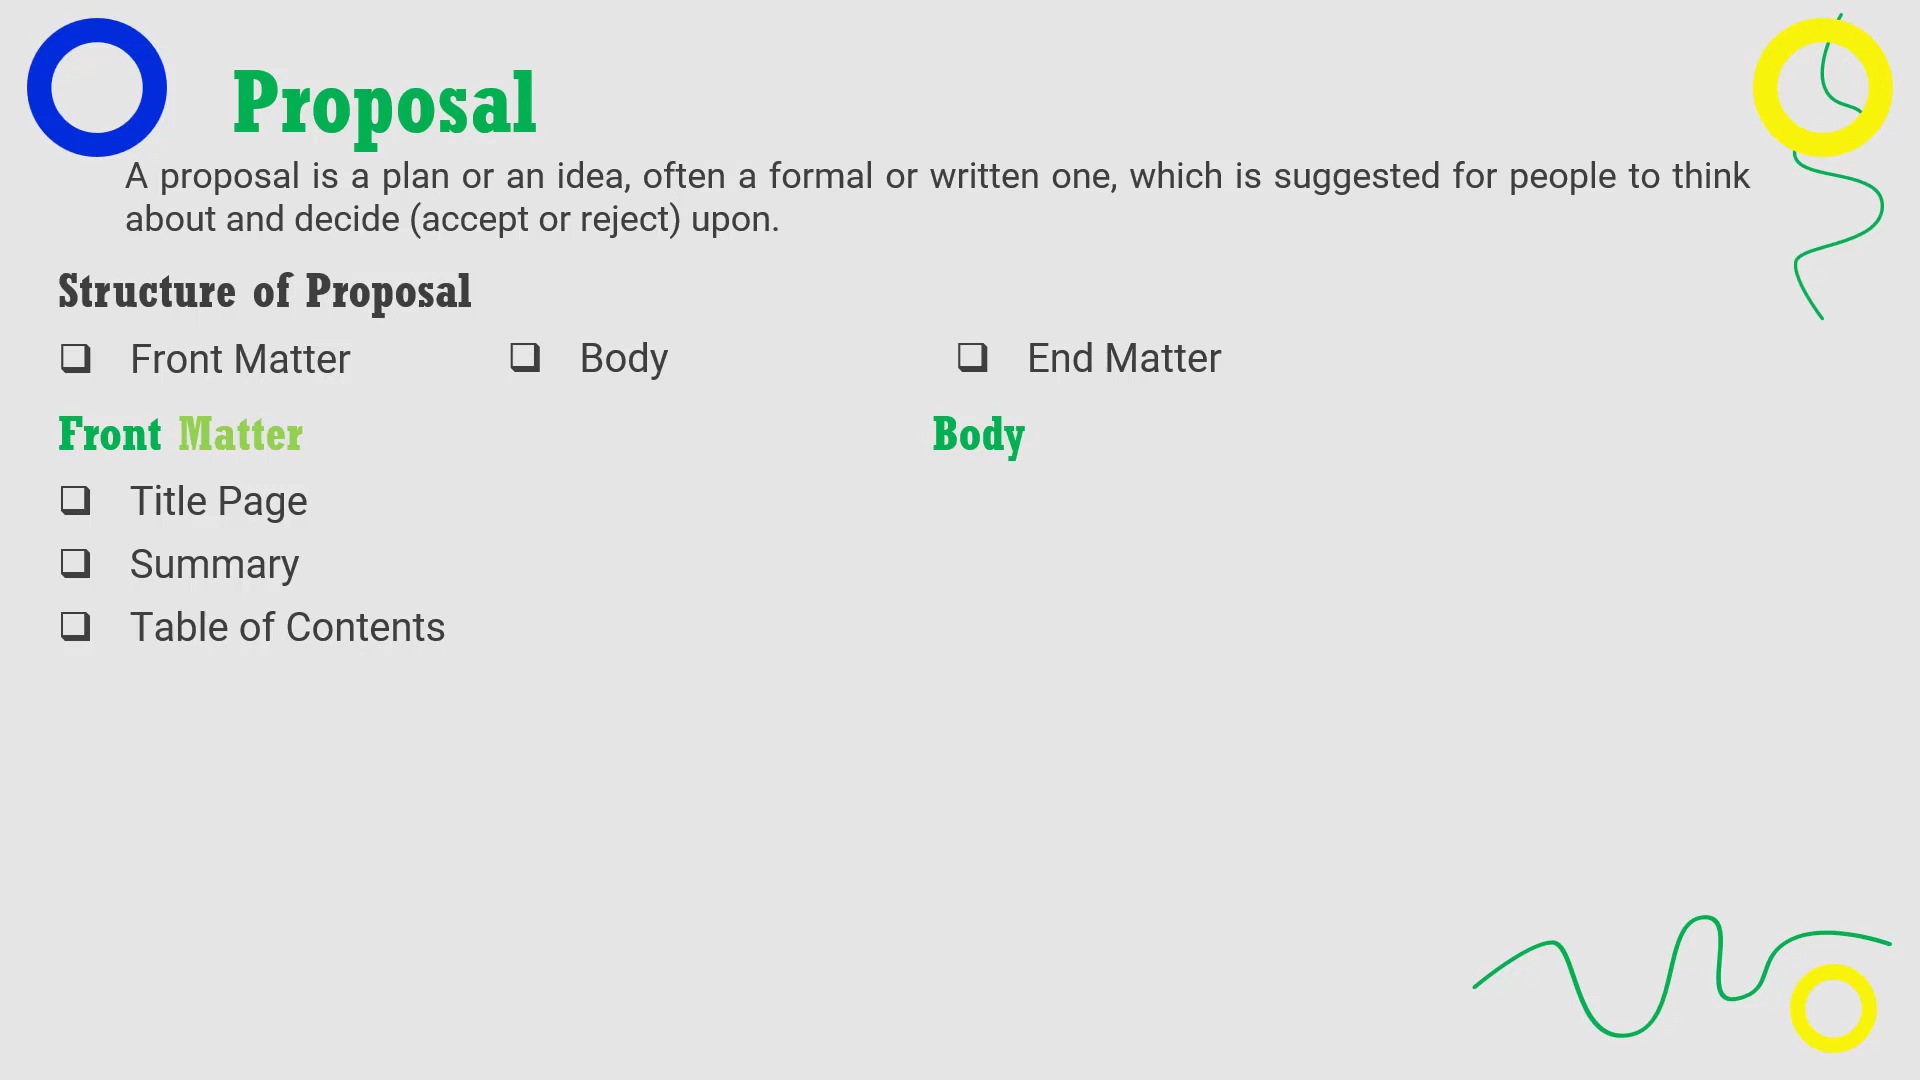 Proposal
A proposal is a plan or an idea, often a formal or written one, which is suggested for people to think
about and decide (accept or reject) upon.
Structure of Proposal
❑ Front Matter ❑ Body ❑ End Matter
Front Matter
❑ Title Page
❑ Summary
❑ Table of Contents
Body